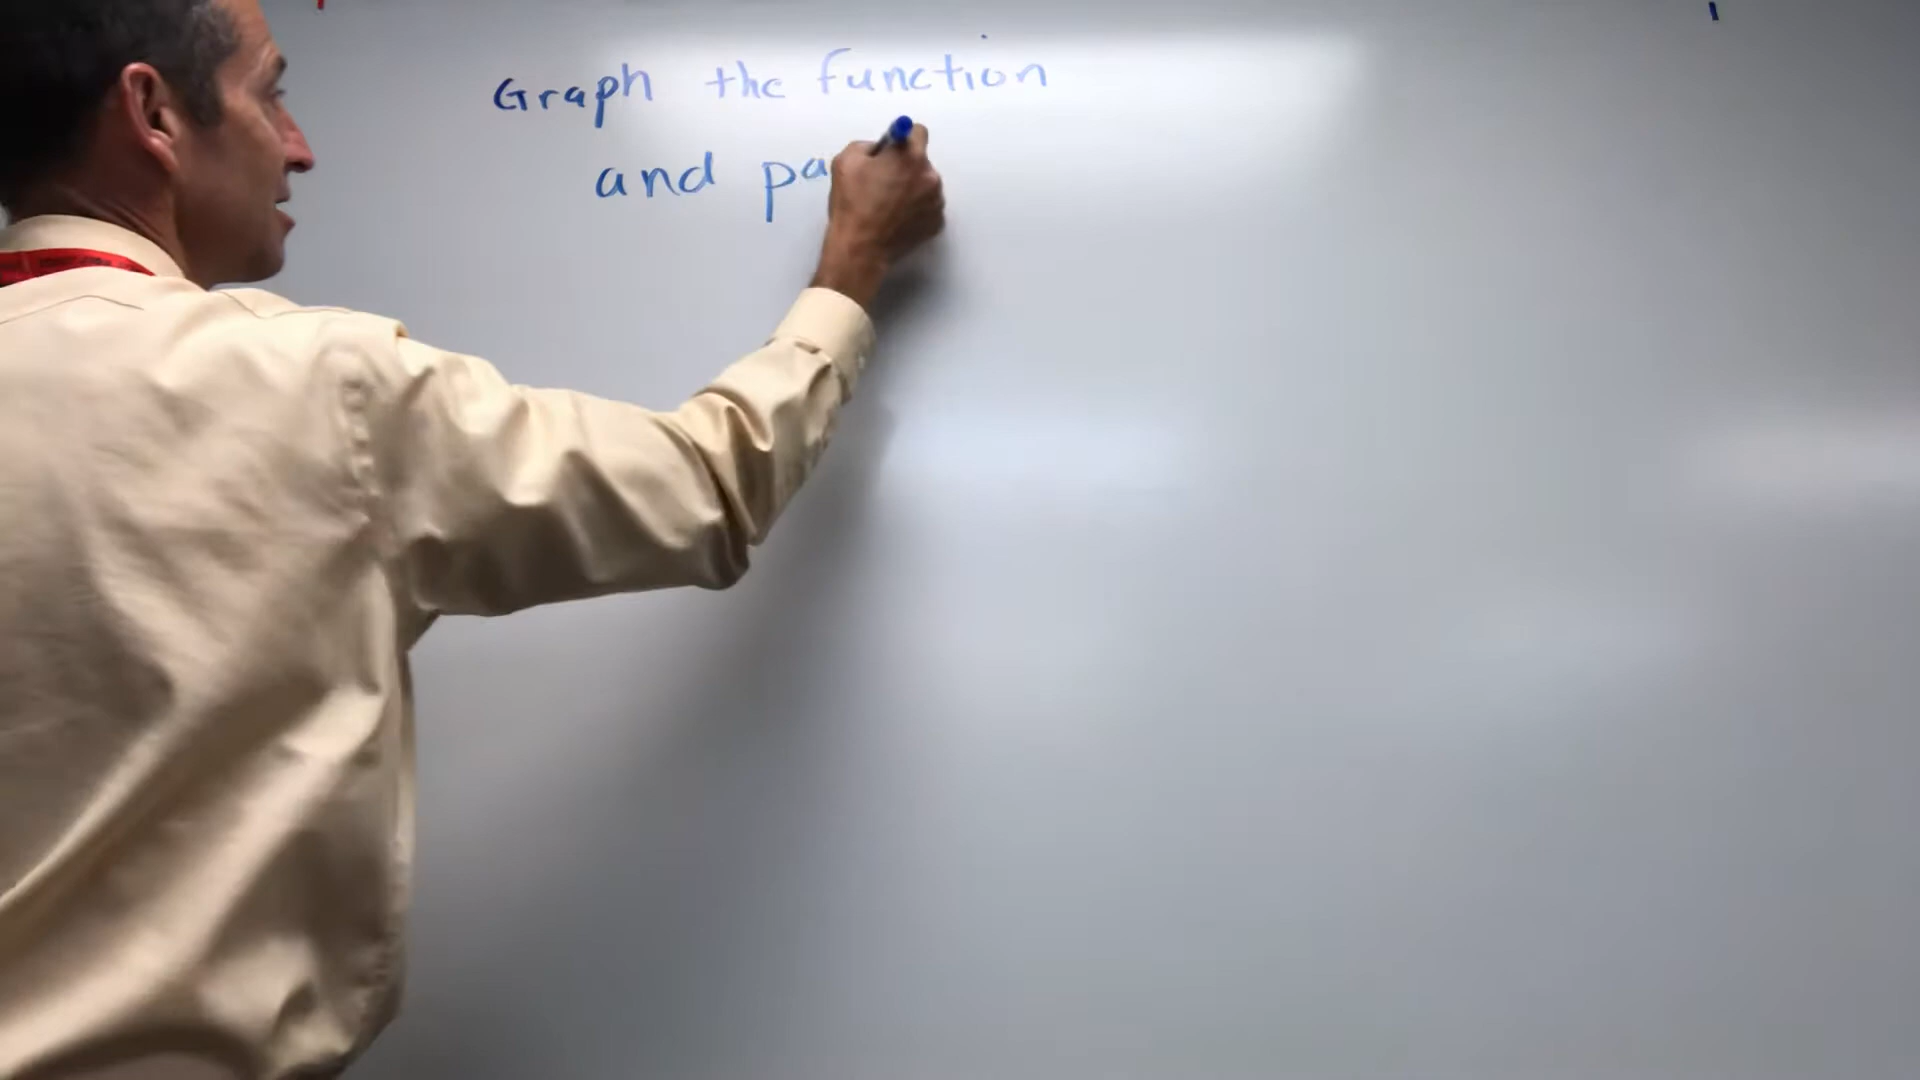 Graph the function
and pa